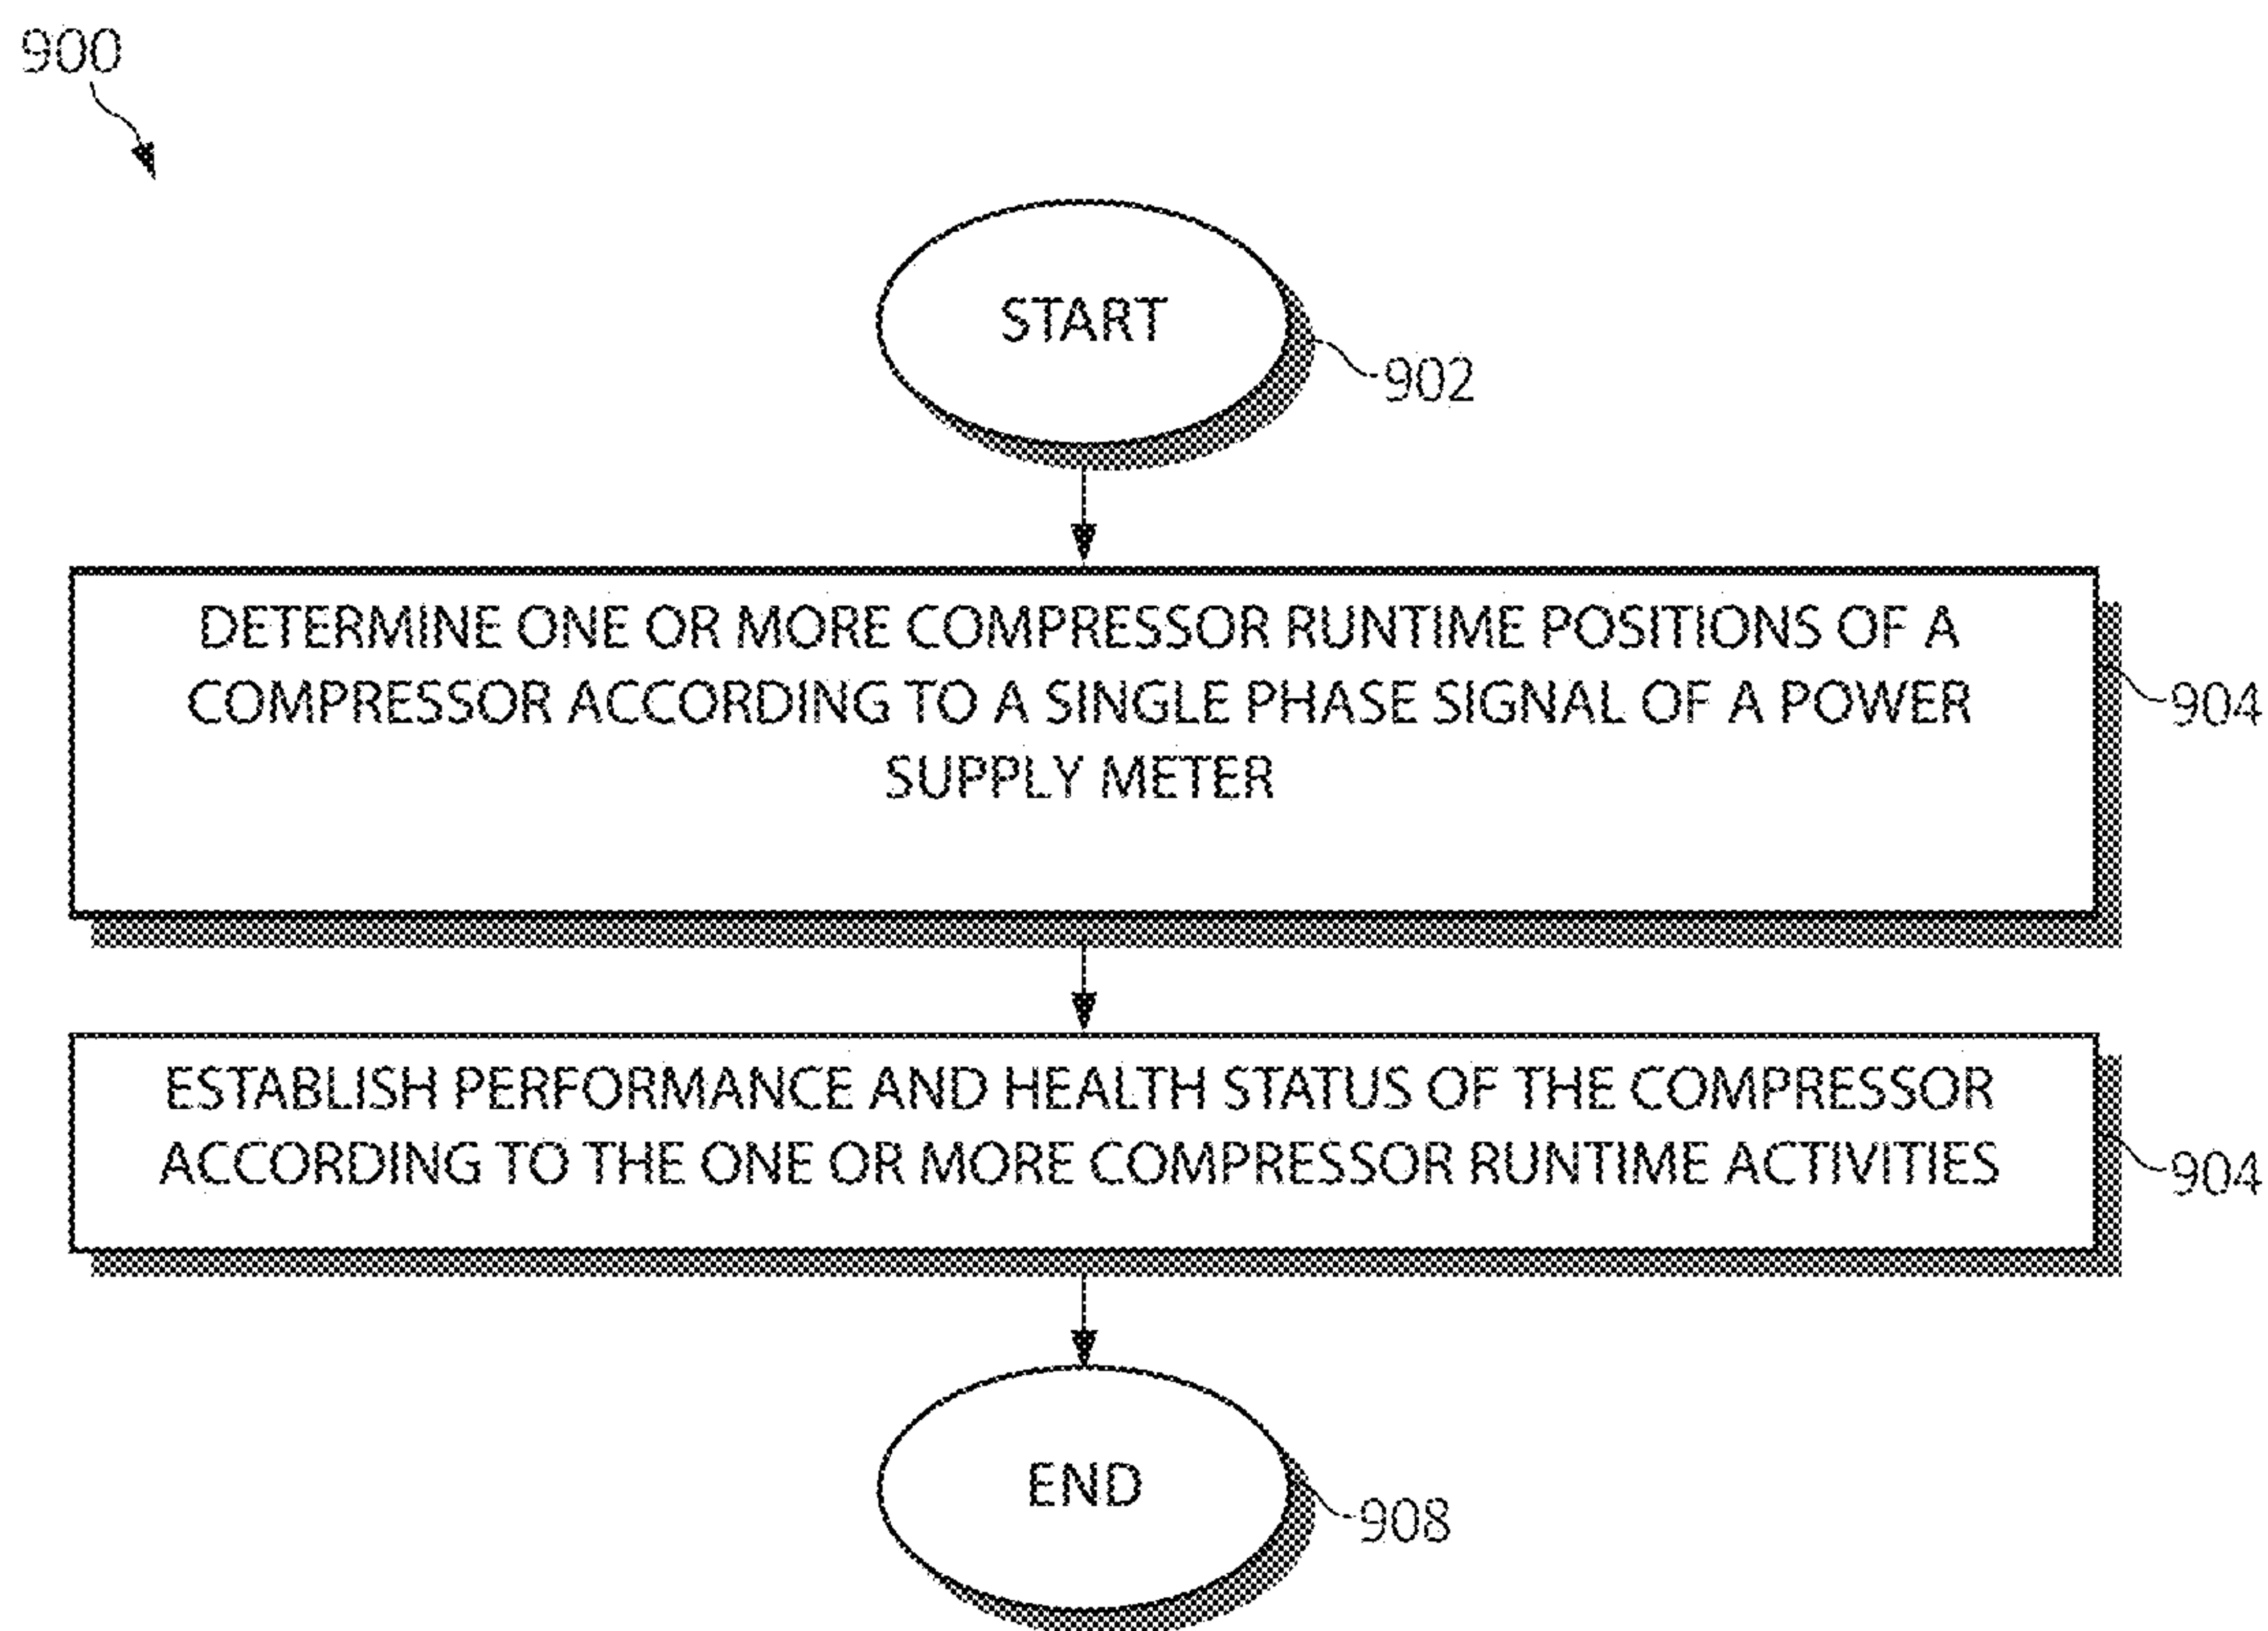 900
START
902
DETERMINE ONE OR MORE COMPRESSOR RUNTIME POSITIONS OF A
COMPRESSOR ACCORDING TO A SINGLE PHASE SIGNAL OF A POWER
SUPPLY METER
904
ESTABLISH PERFORMANCE AND HEALTH STATUS OF THE COMPRESSOR
ACCORDING TO THE ONE OR MORE COMPRESSOR RUNTIME ACTIVITIES
904
END
908